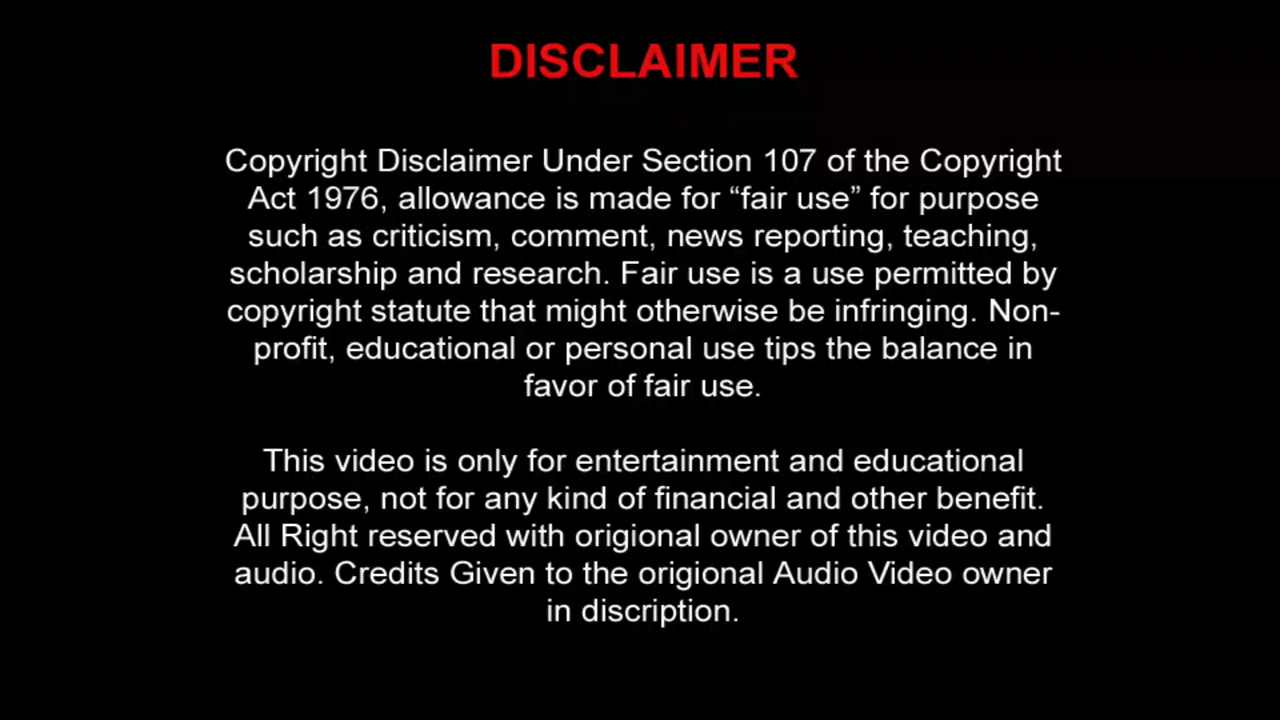 DISCLAIMER
Copyright Disclaimer Under Section 107 of the Copyright
Act 1976, allowance is made for “fair use” for purpose
such as criticism, comment, news reporting, teaching,
scholarship and research. Fair use is a use permitted by
copyright statute that might otherwise be infringing. Non-
profit, educational or personal use tips the balance in
favor of fair use.
This video is only for entertainment and educational
purpose, not for any kind of financial and other benefit.
All Right reserved with origional owner of this video and
audio. Credits Given to the origional Audio Video owner
in discription.